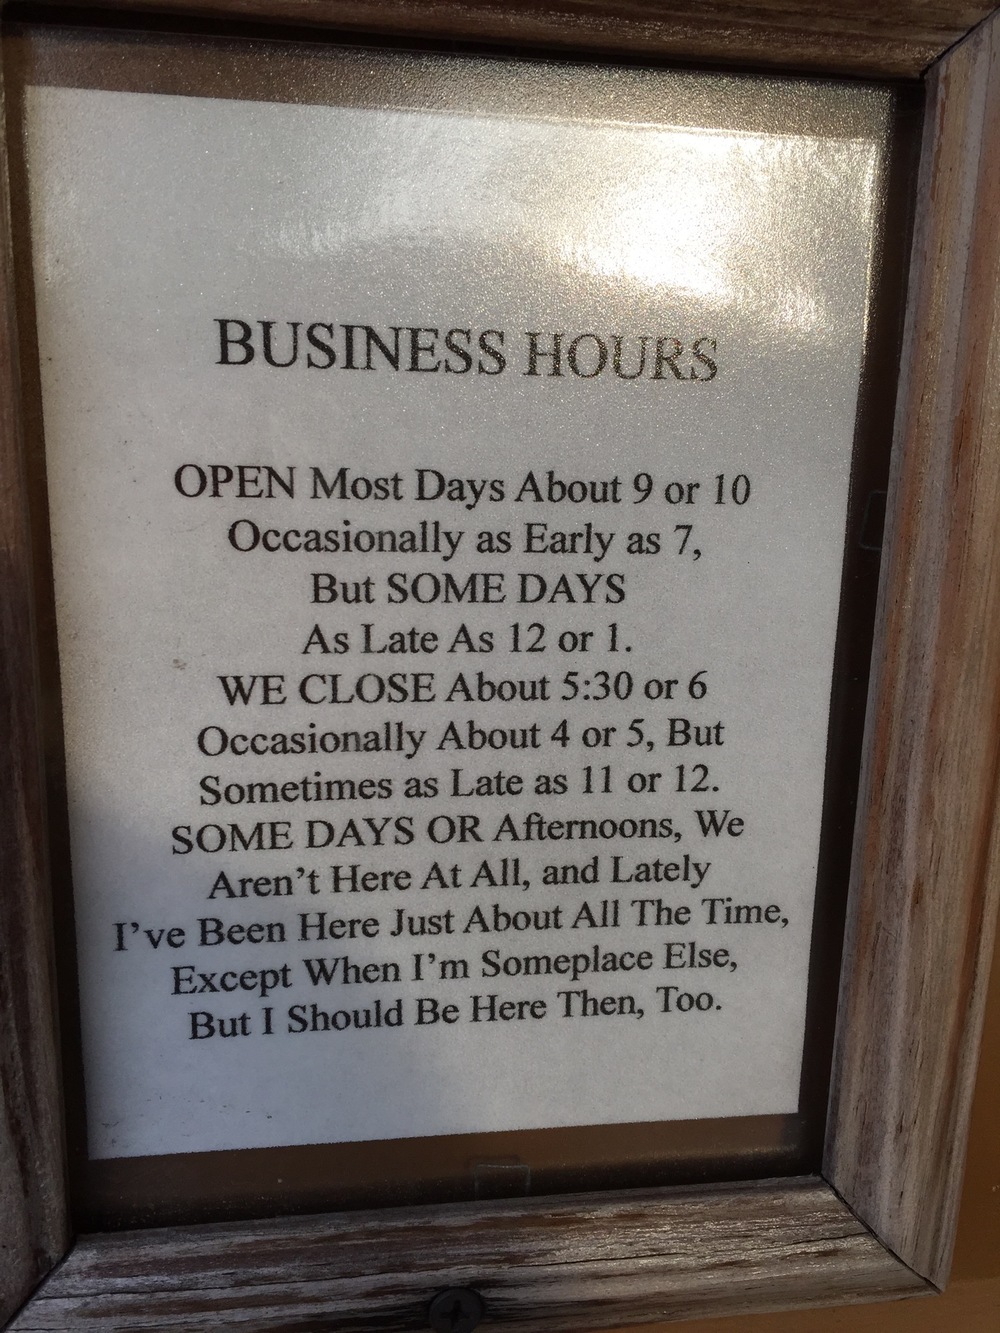 BUSINESS HOURS
OPEN Most Days About 9 or 10
Occasionally as Early as 7,
But SOME DAYS
As Late As 12 or 1.
WE CLOSE About 5:30 or 6
Occasionally About 4 or 5, But
Sometimes as Late as 11 or 12.
SOME DAYS OR Afternoons, We
Aren't Here At All, and Lately
I've Been Here Just About All The Time,
Except When I'm Someplace Else,
But I Should Be Here Then, Too.